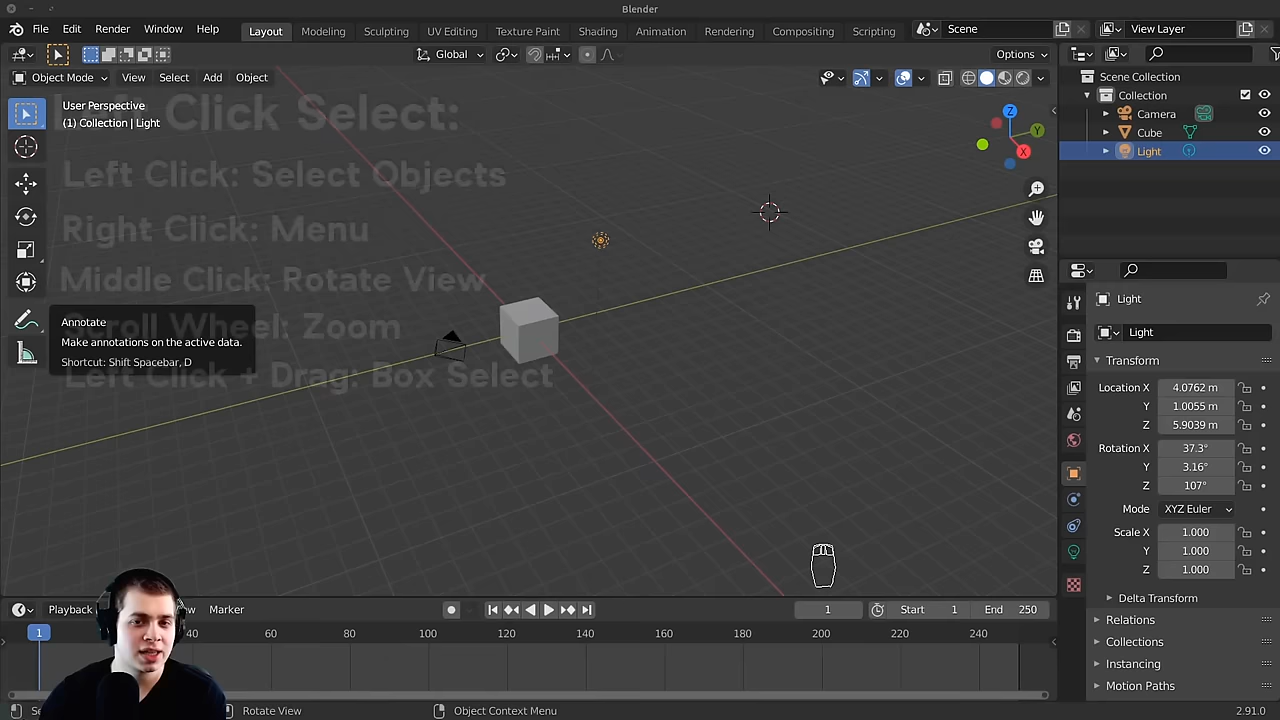 Blender
File Edit Render Window Help
Layout Modeling Sculpting UV Editing Texture Paint Shading Animation Rendering Compositing Scripting
Scene
View Layer
Global
Options
Object Mode View Select Add Object
User Perspective
(1) Collection | Light
Click Select:
Left Click: Select Objects
Right Click: Menu
Middle Click: Rotate View
Scroll Wheel: Zoom
Left Click + Drag: Box Select
Annotate
Make annotations on the active data.
Shortcut: Shift Spacebar, D
Z
Y
X
Scene Collection
Collection
Camera
Cube
Light
Light
Light
Transform
Location X 4.0762 m
Y 1.0055 m
Z 5.9039 m
Rotation X 37.3°
Y 3.16°
Z 107°
Mode XYZ Euler
Scale X 1.000
Y 1.000
Z 1.000
Delta Transform
Relations
Collections
Instancing
Motion Paths
Playback Marker
1 Start 1 End 250
1 40 60 80 100 120 140 160 180 200 220 240
Rotate View
Object Context Menu
2.91.0